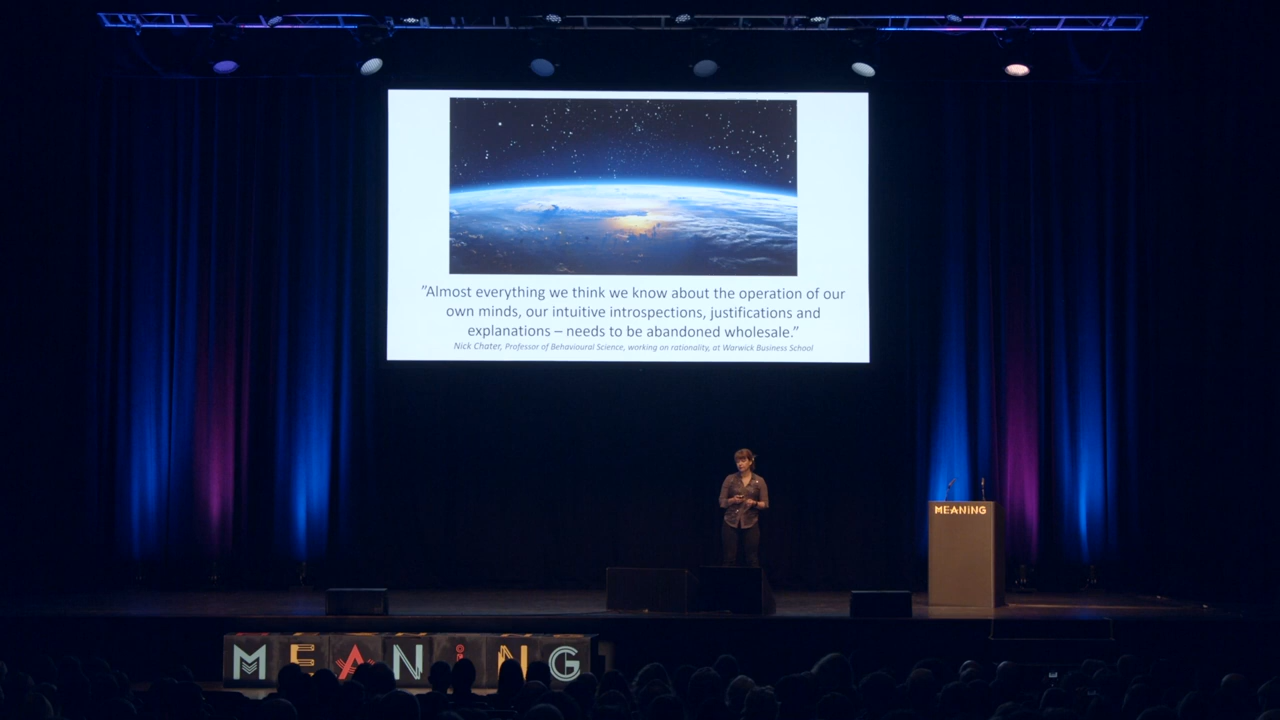 "Almost everything we think we know about the operation of our
own minds, our intuitive introspections, justifications and
explanations – needs to be abandoned wholesale."
Nick Chater, Professor of Behavioural Science, working on rationality, at Warwick Business School
MEANiNG
MEANiNG